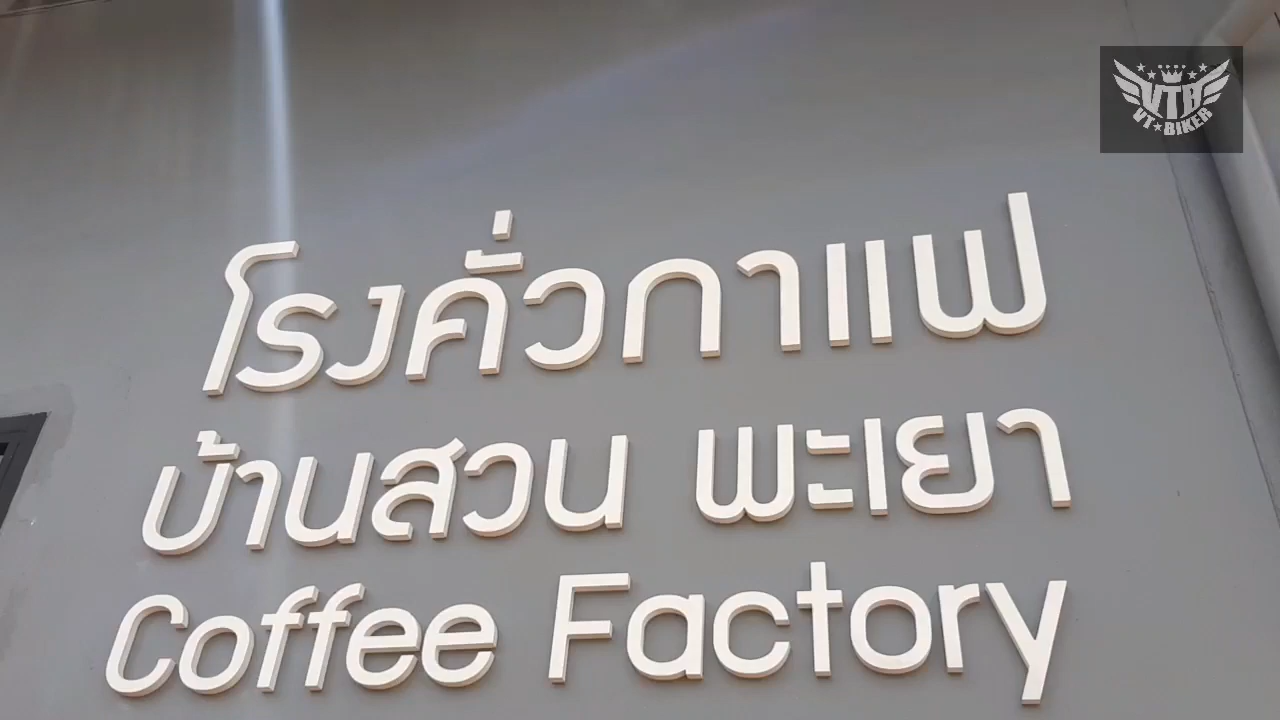 โรงคั่วกาแฟ
บ้านสวน พะเยา
Coffee Factory
VTB
VT★BIKER